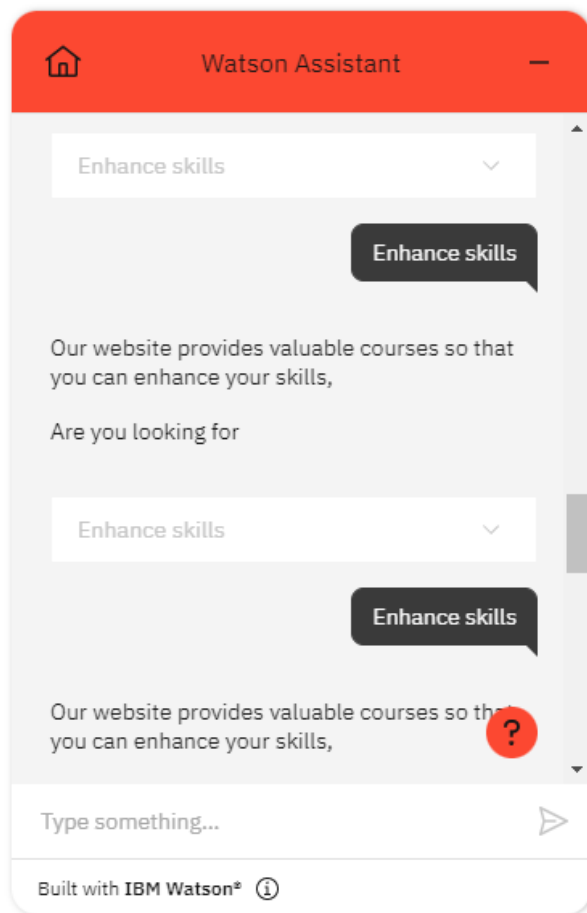 Watson Assistant
Enhance skills
Enhance skills
Our website provides valuable courses so that
you can enhance your skills,
Are you looking for
Enhance skills
Enhance skills
Our website provides valuable courses so
you can enhance your skills,
?
Type something...
Built with IBM Watson®